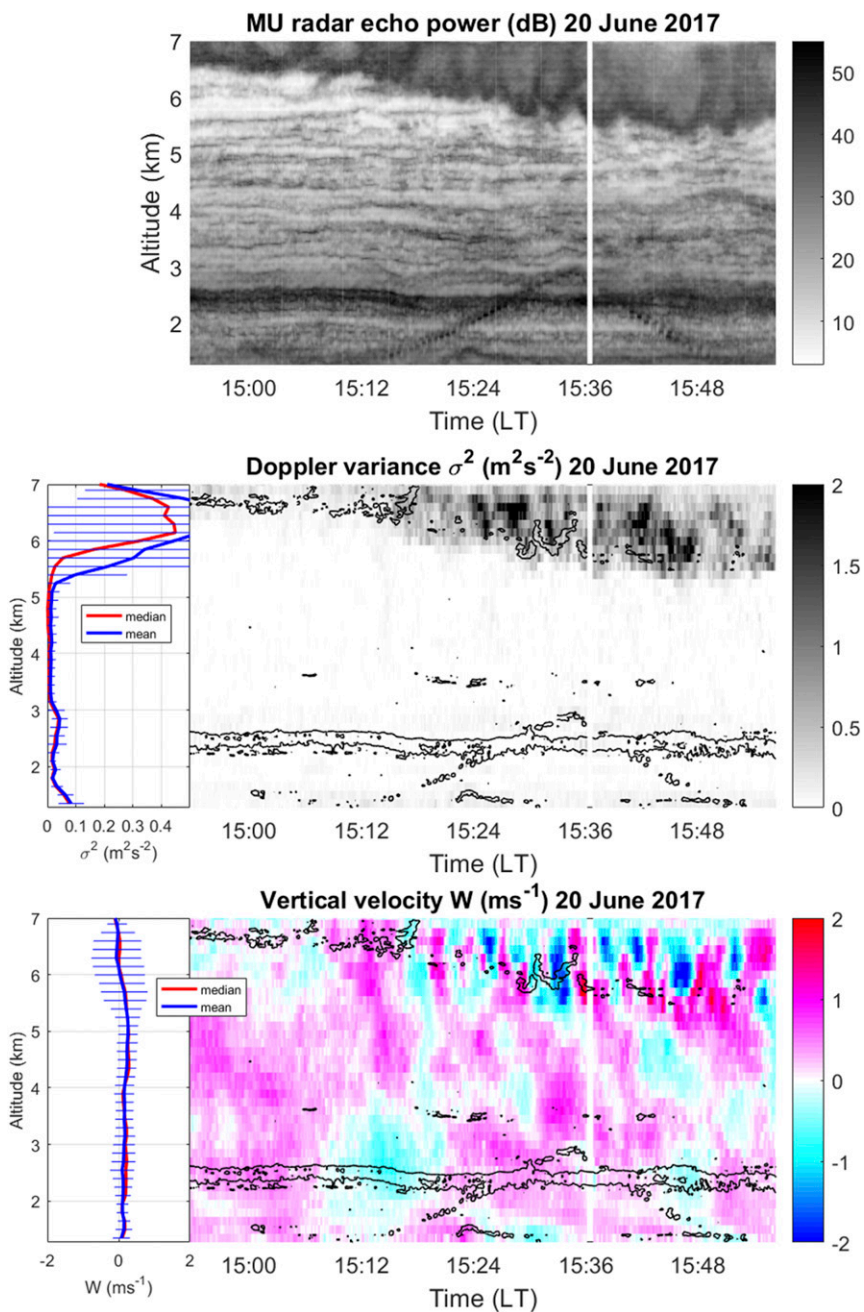 MU radar echo power (dB) 20 June 2017
7
6
5
4
3
2
Altitude (km)
15:00 15:12 15:24 15:36 15:48
Time (LT)
50
40
30
20
10
Doppler variance σ² (m²s⁻²) 20 June 2017
7
6
5
4
3
2
Altitude (km)
median
mean
0 0.1 0.2 0.3 0.4
σ² (m²s⁻²)
15:00 15:12 15:24 15:36 15:48
Time (LT)
2
1.5
1
0.5
0
Vertical velocity W (ms⁻¹) 20 June 2017
7
6
5
4
3
2
Altitude (km)
median
mean
-2 0 2
W (ms⁻¹)
15:00 15:12 15:24 15:36 15:48
Time (LT)
2
1
0
-1
-2